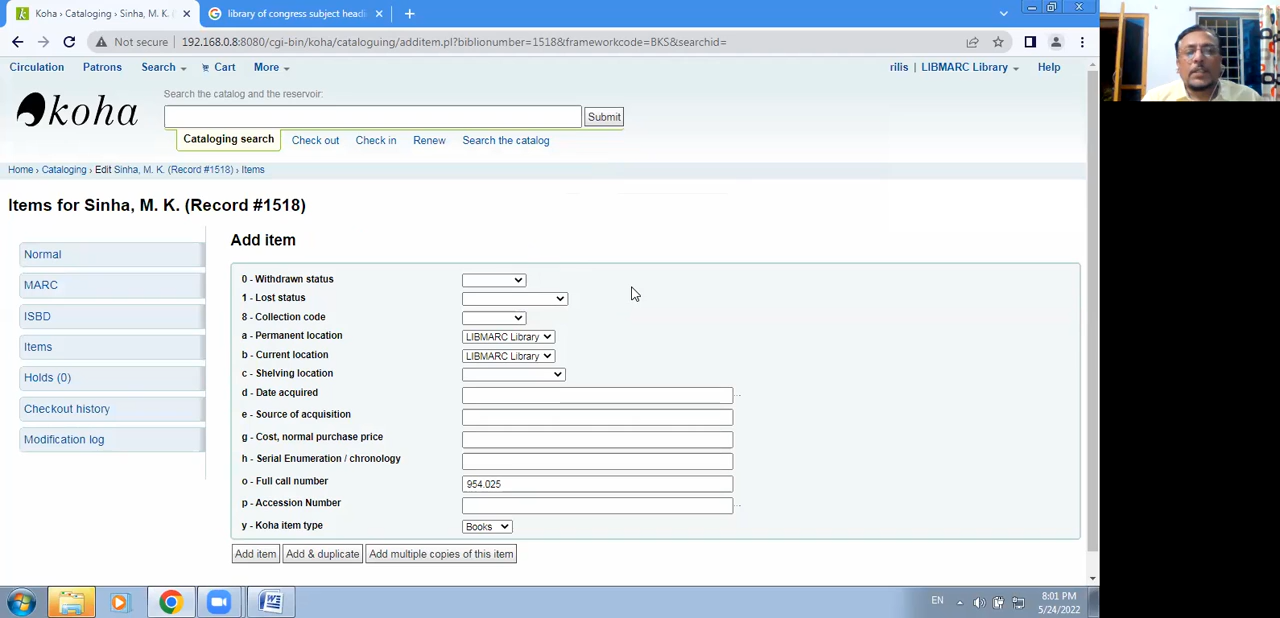 Koha › Cataloging › Sinha, M. K. (
library of congress subject headi
Not secure | 192.168.0.8:8080/cgi-bin/koha/cataloguing/additem.pl?biblionumber=1518&frameworkcode=BKS&searchid=
Circulation Patrons Search Cart More rilis | LIBMARC Library Help
koha
Search the catalog and the reservoir:
Submit
Cataloging search Check out Check in Renew Search the catalog
Home › Cataloging › Edit Sinha, M. K. (Record #1518) › Items
Items for Sinha, M. K. (Record #1518)
Normal
MARC
ISBD
Items
Holds (0)
Checkout history
Modification log
Add item
0 - Withdrawn status
1 - Lost status
8 - Collection code
a - Permanent location LIBMARC Library
b - Current location LIBMARC Library
c - Shelving location
d - Date acquired ...
e - Source of acquisition
g - Cost, normal purchase price
h - Serial Enumeration / chronology
o - Full call number 954.025
p - Accession Number ...
y - Koha item type Books
Add item Add & duplicate Add multiple copies of this item
EN
8:01 PM
5/24/2022